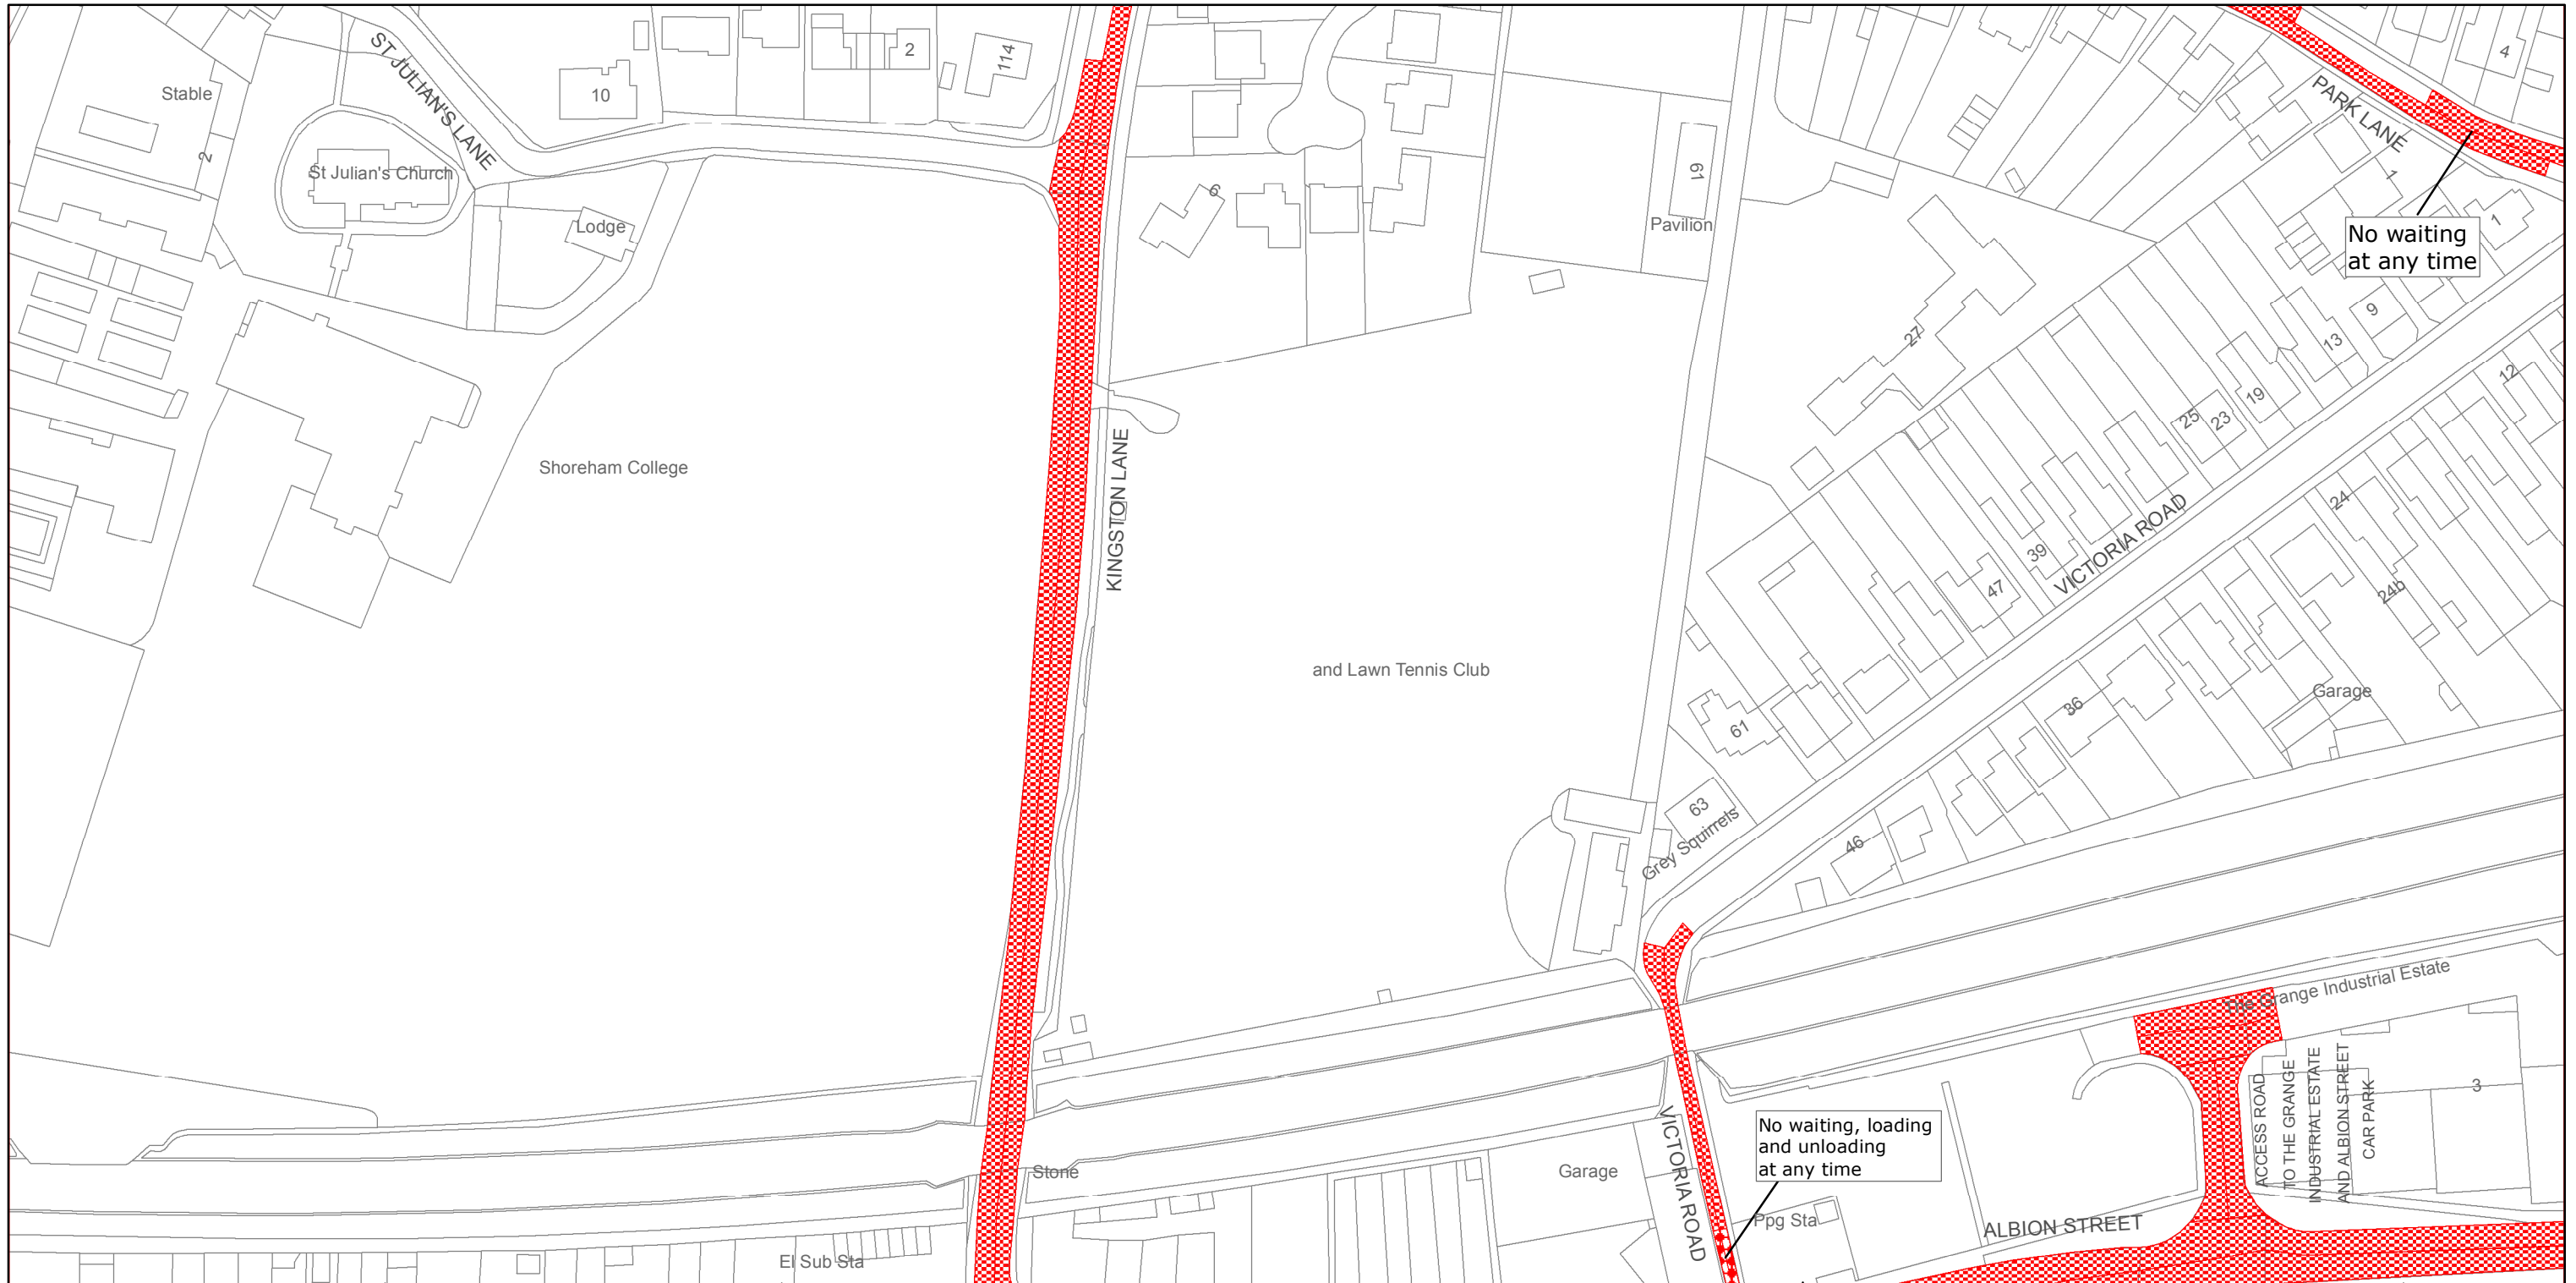 ST JULIAN'S LANE
Stable
2
St Julian's Church
Lodge
10
2
114
6
61
Pavilion
PARK LANE
4
1
1
No waiting
at any time
9
13
12
27
19
23
25
24
24b
Shoreham College
KINGSTON LANE
VICTORIA ROAD
39
47
and Lawn Tennis Club
36
Garage
61
63
Grey Squirrels
46
Grange Industrial Estate
ACCESS ROAD
TO THE GRANGE
INDUSTRIAL ESTATE
AND ALBION STREET
CAR PARK
3
No waiting, loading
and unloading
at any time
VICTORIA ROAD
Stone
Garage
Ppg Sta
ALBION STREET
El Sub Sta